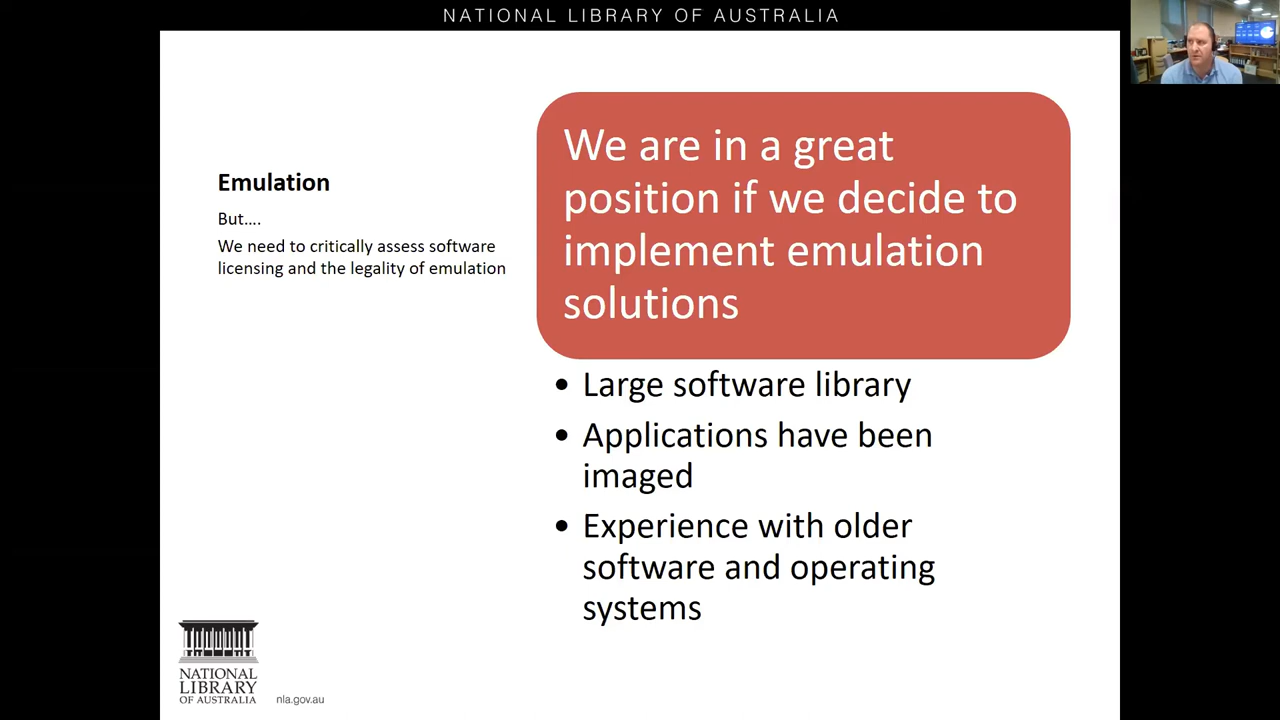 NATIONAL LIBRARY OF AUSTRALIA
Emulation
But....
We need to critically assess software
licensing and the legality of emulation
We are in a great
position if we decide to
implement emulation
solutions
• Large software library
• Applications have been
imaged
• Experience with older
software and operating
systems
NATIONAL
LIBRARY
OF AUSTRALIA
nla.gov.au